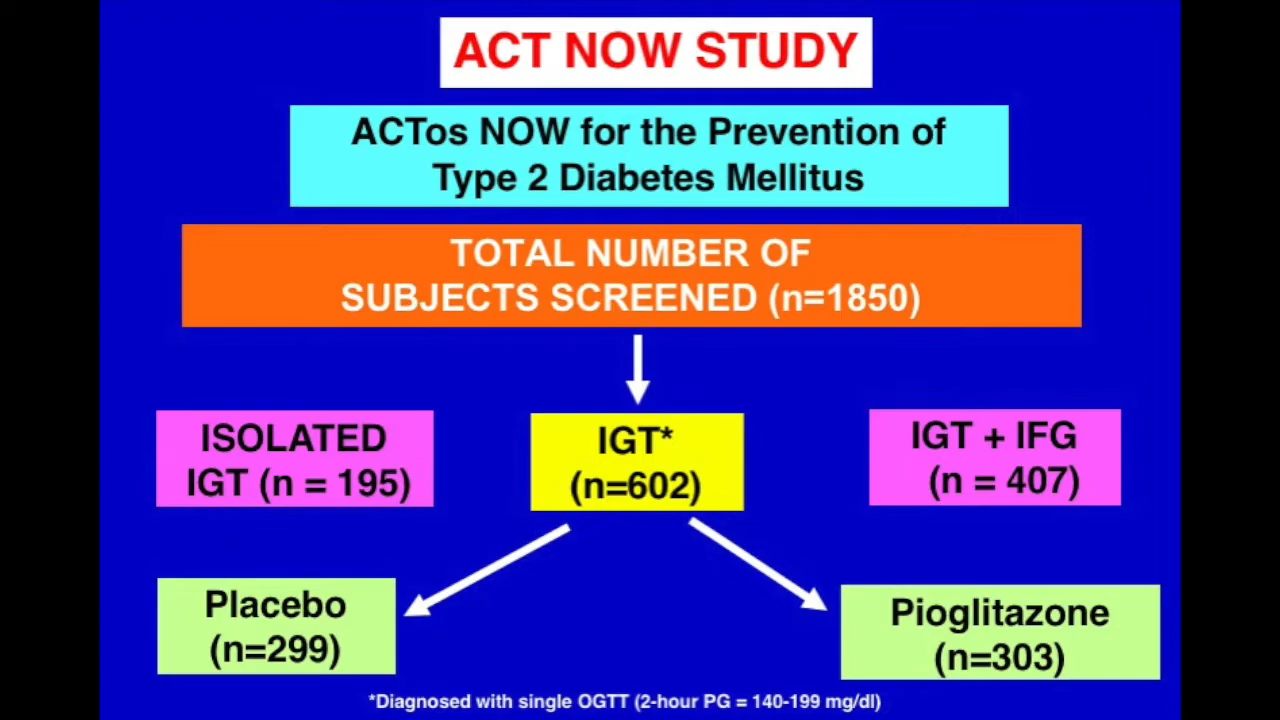 ACT NOW STUDY
ACTos NOW for the Prevention of
Type 2 Diabetes Mellitus
TOTAL NUMBER OF
SUBJECTS SCREENED (n=1850)
ISOLATED
IGT (n = 195)
IGT*
(n=602)
IGT + IFG
(n = 407)
Placebo
(n=299)
Pioglitazone
(n=303)
*Diagnosed with single OGTT (2-hour PG = 140-199 mg/dl)